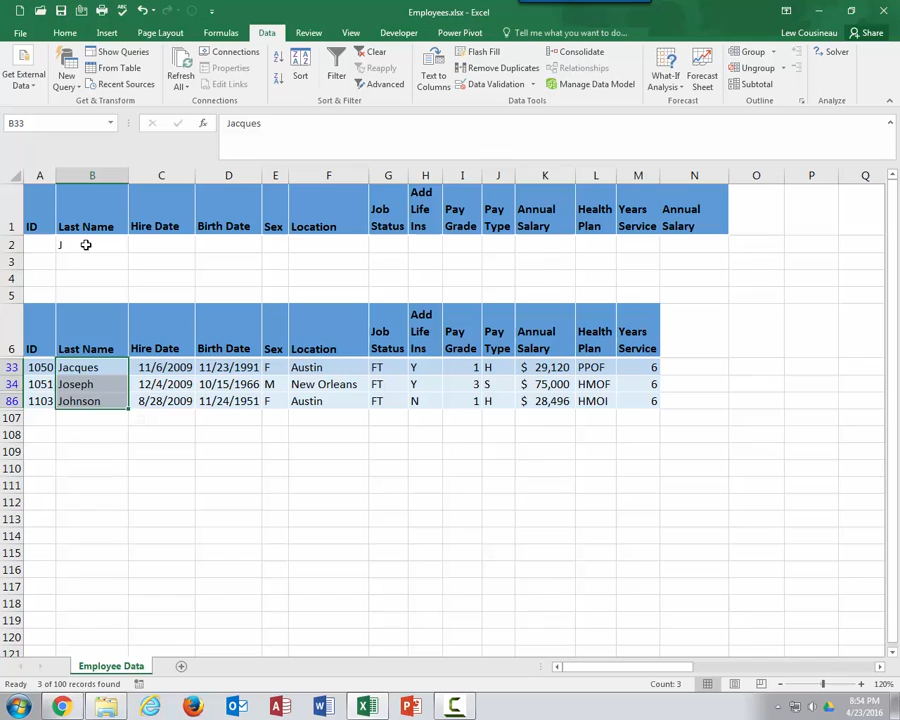 Employees.xlsx - Excel
File Home Insert Page Layout Formulas Data Review View Developer Power Pivot Tell me what you want to do... Lew Cousineau Share
Get External Data
New Query
Show Queries
From Table
Recent Sources
Get & Transform
Refresh All
Connections
Properties
Edit Links
Connections
Sort
Filter
Clear
Reapply
Advanced
Sort & Filter
Text to Columns
Flash Fill
Remove Duplicates
Data Validation
Consolidate
Relationships
Manage Data Model
Data Tools
What-If Analysis
Forecast Sheet
Forecast
Group
Ungroup
Subtotal
Outline
Solver
Analyze
B33 fx Jacques
A B C D E F G H I J K L M N O P Q
1 ID Last Name Hire Date Birth Date Sex Location Job Status Add Life Ins Pay Grade Pay Type Annual Salary Health Plan Years Service Annual Salary
2 J
3
4
5
6 ID Last Name Hire Date Birth Date Sex Location Job Status Add Life Ins Pay Grade Pay Type Annual Salary Health Plan Years Service
33 1050 Jacques 11/6/2009 11/23/1991 F Austin FT Y 1 H $ 29,120 PPOF 6
34 1051 Joseph 12/4/2009 10/15/1966 M New Orleans FT Y 3 S $ 75,000 HMOF 6
86 1103 Johnson 8/28/2009 11/24/1951 F Austin FT N 1 H $ 28,496 HMOI 6
107
108
109
110
111
112
113
114
115
116
117
118
119
120
121
Employee Data
Ready 3 of 100 records found Count: 3 120%
8:54 PM
4/23/2016